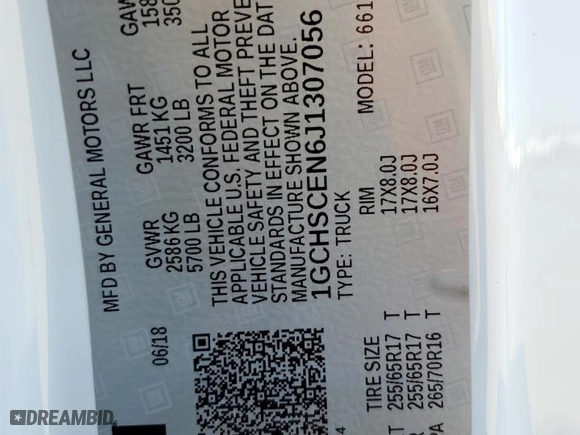 MFD BY GENERAL MOTORS LLC
06/18 GVWR GAWR FRT
2586 KG 1451 KG
5700 LB 3200 LB
THIS VEHICLE CONFORMS TO ALL
APPLICABLE U.S. FEDERAL MOTOR
VEHICLE SAFETY AND THEFT
STANDARDS IN EFFECT ON THE
MANUFACTURE SHOWN ABOVE.
1GCHSCEN6J1307056
TYPE: TRUCK MODEL:
TIRE SIZE RIM
255/65R17 T 17X8.0J
255/65R17 T 17X8.0J
265/70R16 T 16X7.0J
GM
DREAMBID